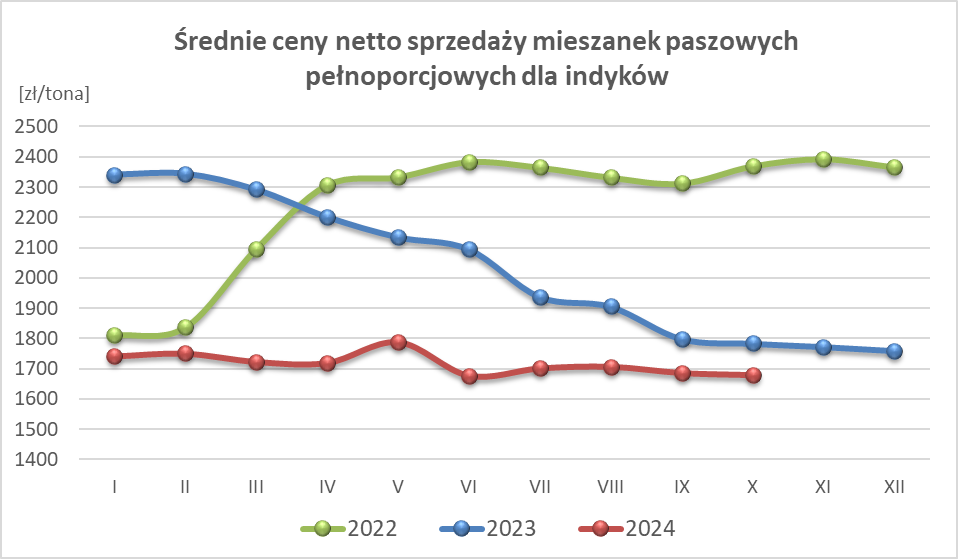 Średnie ceny netto sprzedaży mieszanek paszowych
pełnoporcjowych dla indyków
[zł/tona]
2500
2400
2300
2200
2100
2000
1900
1800
1700
1600
1500
1400
I II III IV V VI VII VIII IX X XI XII
2022 2023 2024